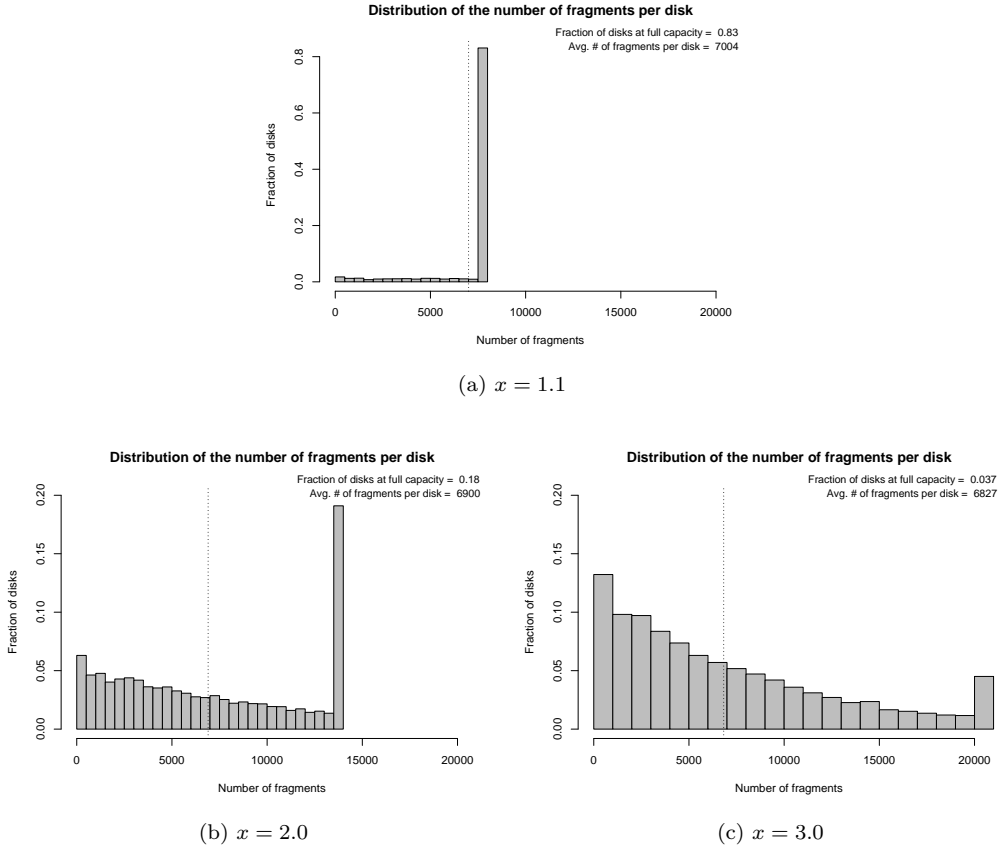 Distribution of the number of fragments per disk
Fraction of disks at full capacity = 0.83
Avg. # of fragments per disk = 7004
Fraction of disks
0.0 0.2 0.4 0.6 0.8
0 5000 10000 15000 20000
Number of fragments
(a) x = 1.1
Distribution of the number of fragments per disk
Fraction of disks at full capacity = 0.18
Avg. # of fragments per disk = 6900
Fraction of disks
0.00 0.05 0.10 0.15 0.20
0 5000 10000 15000 20000
Number of fragments
(b) x = 2.0
Distribution of the number of fragments per disk
Fraction of disks at full capacity = 0.037
Avg. # of fragments per disk = 6827
Fraction of disks
0.00 0.05 0.10 0.15 0.20
0 5000 10000 15000 20000
Number of fragments
(c) x = 3.0